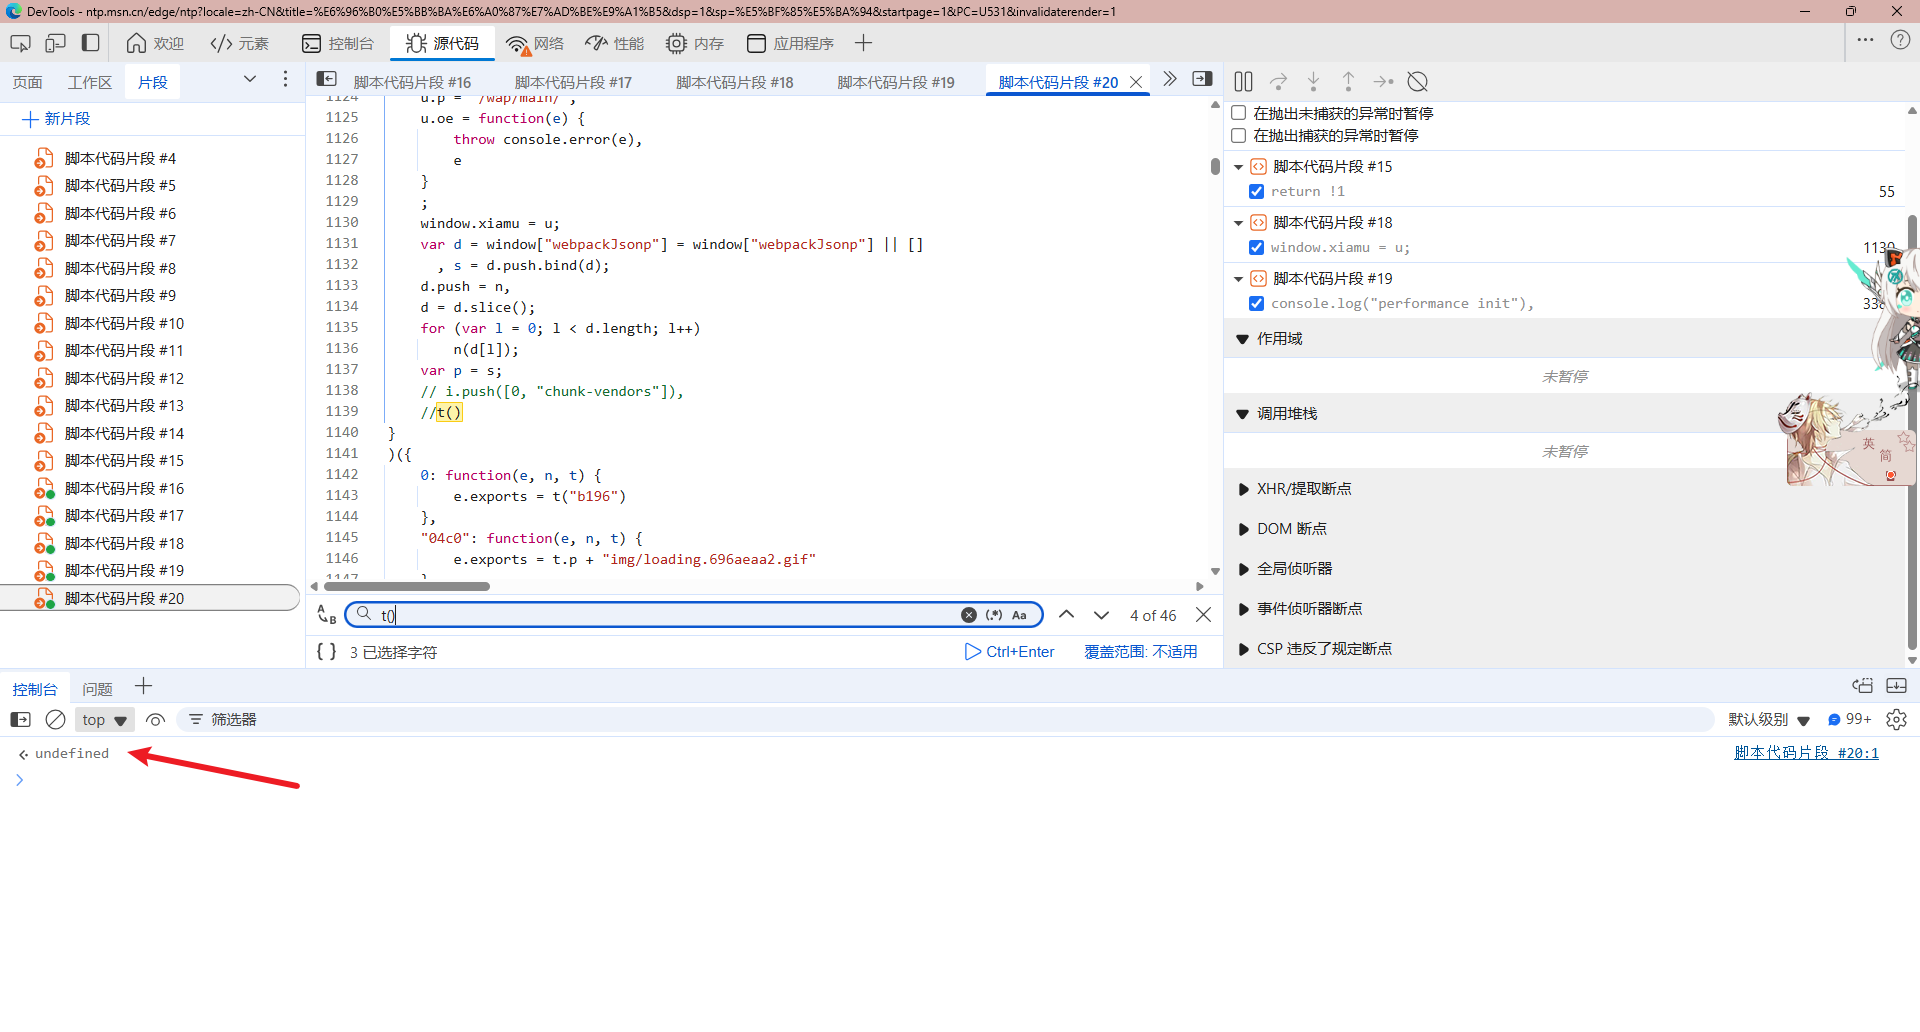 DevTools - ntp.msn.cn/edge/ntp?locale=zh-CN&title=%E6%96%B0%E5%BB%BA%E6%A0%87%E7%AD%BE%E9%A1%B5&dsp=1&sp=%E5%BF%85%E5%BA%94&startpage=1&PC=U531&invalidaterender=1
欢迎 </> 元素 控制台 源代码 网络 性能 内存 应用程序
页面 工作区 片段
脚本代码片段 #16 脚本代码片段 #17 脚本代码片段 #18 脚本代码片段 #19 脚本代码片段 #20
新片段
脚本代码片段 #4
脚本代码片段 #5
脚本代码片段 #6
脚本代码片段 #7
脚本代码片段 #8
脚本代码片段 #9
脚本代码片段 #10
脚本代码片段 #11
脚本代码片段 #12
脚本代码片段 #13
脚本代码片段 #14
脚本代码片段 #15
脚本代码片段 #16
脚本代码片段 #17
脚本代码片段 #18
脚本代码片段 #19
脚本代码片段 #20
1124 u.p = "/wap/main/",
1125 u.oe = function(e) {
1126 throw console.error(e),
1127 e
1128 }
1129 ;
1130 window.xiamu = u;
1131 var d = window["webpackJsonp"] = window["webpackJsonp"] || []
1132 , s = d.push.bind(d);
1133 d.push = n,
1134 d = d.slice();
1135 for (var l = 0; l < d.length; l++)
1136 n(d[l]);
1137 var p = s;
1138 // i.push([0, "chunk-vendors"]),
1139 //t()
1140 }
1141 )({
1142 0: function(e, n, t) {
1143 e.exports = t("b196")
1144 },
1145 "04c0": function(e, n, t) {
1146 e.exports = t.p + "img/loading.696aeaa2.gif"
1147 }
A B t() (.*) Aa 4 of 46
{ } 3 已选择字符 Ctrl+Enter 覆盖范围: 不适用
在抛出未捕获的异常时暂停
在抛出捕获的异常时暂停
脚本代码片段 #15
return !1 55
脚本代码片段 #18
window.xiamu = u; 1130
脚本代码片段 #19
console.log("performance init"),
作用域
未暂停
调用堆栈
未暂停
英
简
XHR/提取断点
DOM 断点
全局侦听器
事件侦听器断点
CSP 违反了规定断点
控制台 问题
top 筛选器 默认级别 99+
undefined 脚本代码片段 #20:1